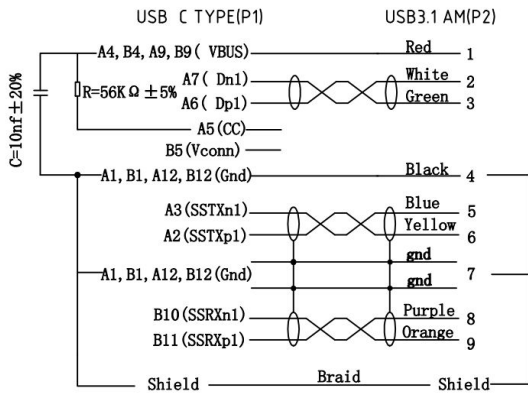 USB C TYPE(P1) USB3.1 AM(P2)
A4, B4, A9, B9( VBUS) Red 1
A7( Dn1) White 2
R=56KΩ ±5% A6( Dp1) Green 3
C=10nf±20%
A5(CC)
B5(Vconn)
A1, B1, A12, B12(Gnd) Black 4
A3(SSTXn1) Blue 5
A2(SSTXp1) Yellow 6
gnd
A1, B1, A12, B12(Gnd) 7
gnd
B10(SSRXn1) Purple 8
B11(SSRXp1) Orange 9
Shield Braid Shield